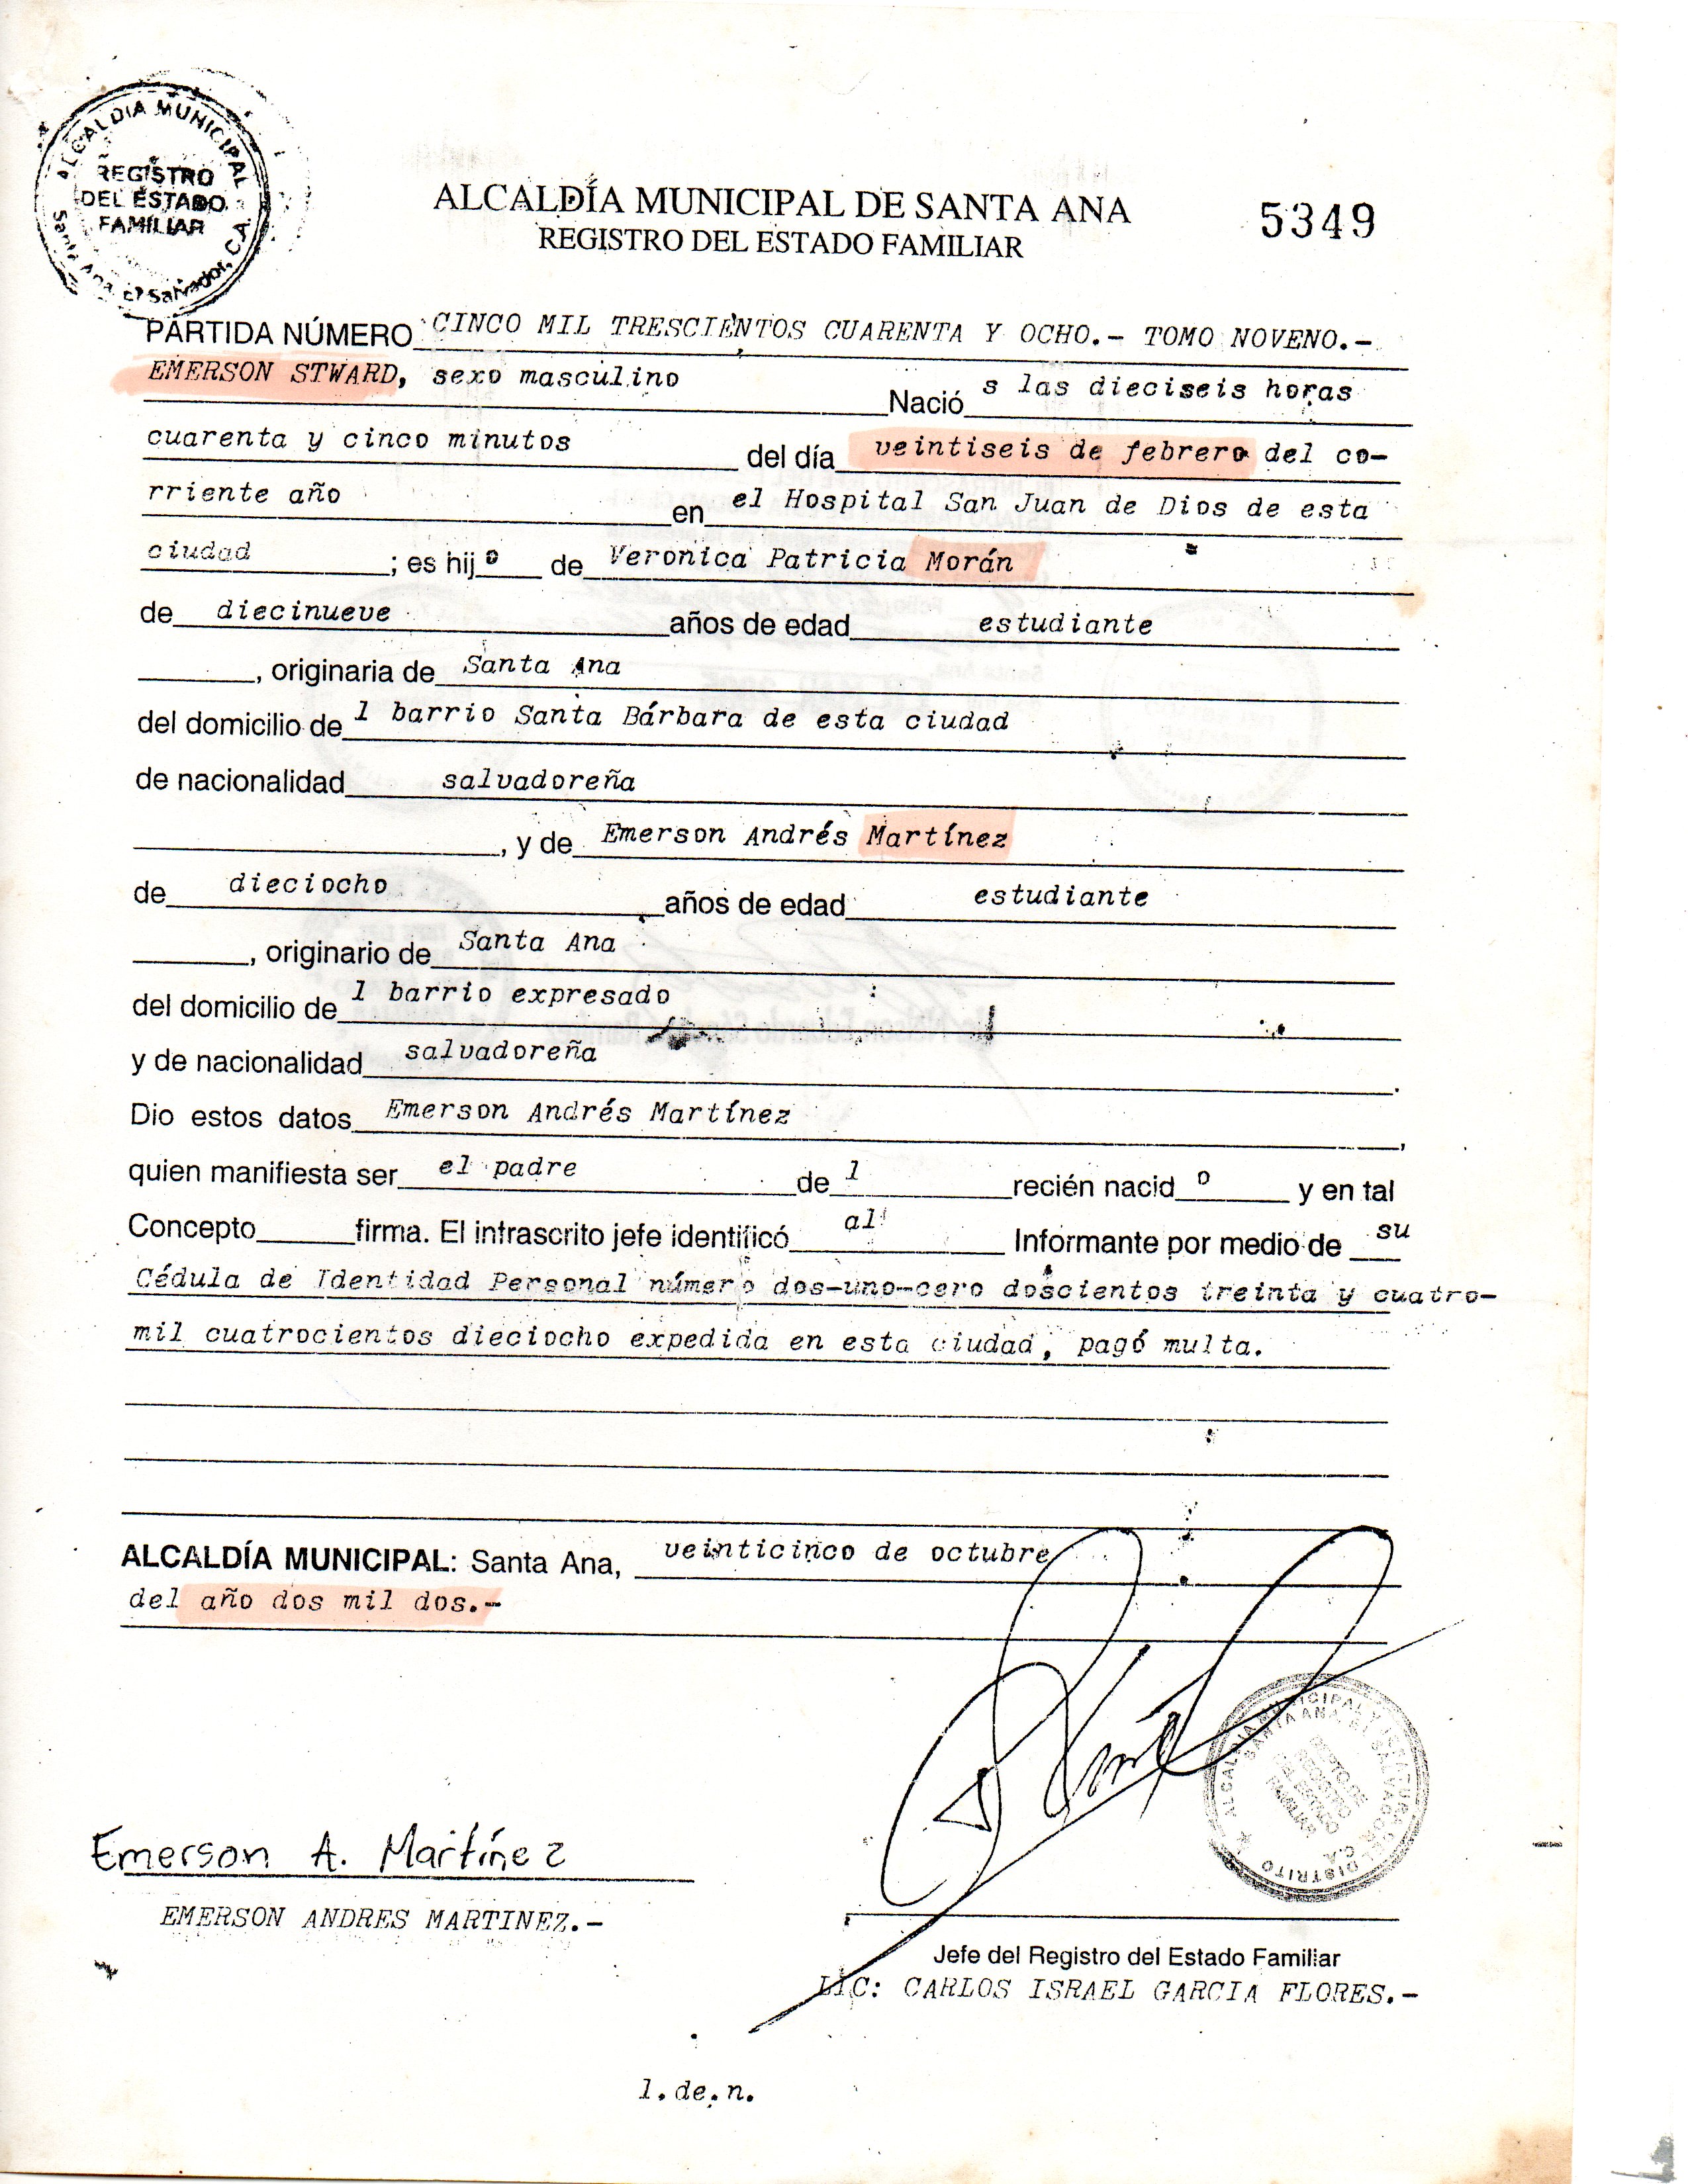 ALCALDIA MUNICIPAL
REGISTRO
DEL ESTADO
FAMILIAR
Santa Ana, El Salvador, C.A.
ALCALDÍA MUNICIPAL DE SANTA ANA
5349
REGISTRO DEL ESTADO FAMILIAR
PARTIDA NÚMERO CINCO MIL TRESCIENTOS CUARENTA Y OCHO.- TOMO NOVENO.-
EMERSON STWARD, sexo masculino Nació s las dieciseis horas
cuarenta y cinco minutos del día veintiseis de febrero del co-
rriente año en el Hospital San Juan de Dios de esta
ciudad ; es hijo de Veronica Patricia Morán
de diecinueve años de edad estudiante
, originaria de Santa Ana
del domicilio de l barrio Santa Bárbara de esta ciudad
de nacionalidad salvadoreña
, y de Emerson Andrés Martínez
de dieciocho años de edad estudiante
, originario de Santa Ana
del domicilio de l barrio expresado
y de nacionalidad salvadoreña .
Dio estos datos Emerson Andrés Martínez ,
quien manifiesta ser el padre de l recién nacido y en tal
Concepto firma. El infrascrito jefe identificó al Informante por medio de su
Cédula de Identidad Personal número dos-uno-cero doscientos treinta y cuatro-
mil cuatrocientos dieciocho expedida en esta ciudad, pagó multa.
ALCALDÍA MUNICIPAL: Santa Ana, veinticinco de octubre
del año dos mil dos.-
Emerson A. Martínez
EMERSON ANDRES MARTINEZ.-
Jefe del Registro del Estado Familiar
LIC: CARLOS ISRAEL GARCIA FLORES.-
l.de.n.